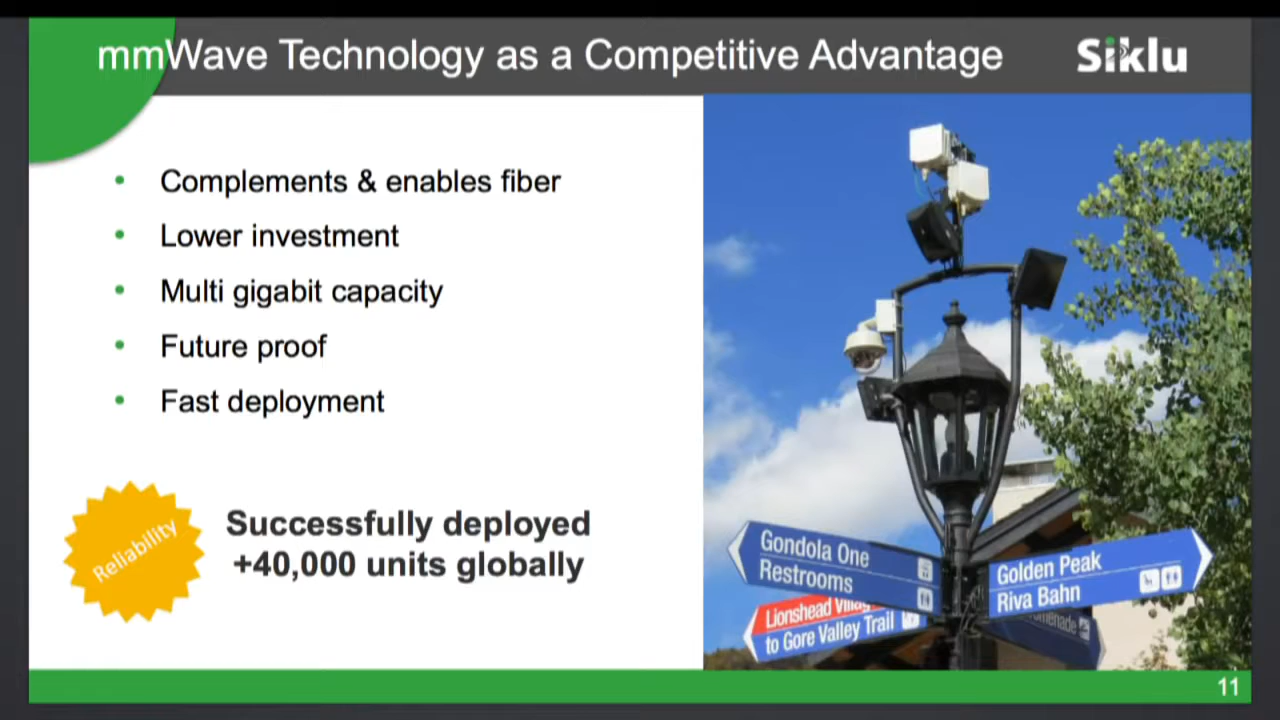 mmWave Technology as a Competitive Advantage
Siklu
Complements & enables fiber
Lower investment
Multi gigabit capacity
Future proof
Fast deployment
Reliability
Successfully deployed
+40,000 units globally
Gondola One
Restrooms
Golden Peak
Riva Bahn
Lionshead
to Gore Valley Trail
11